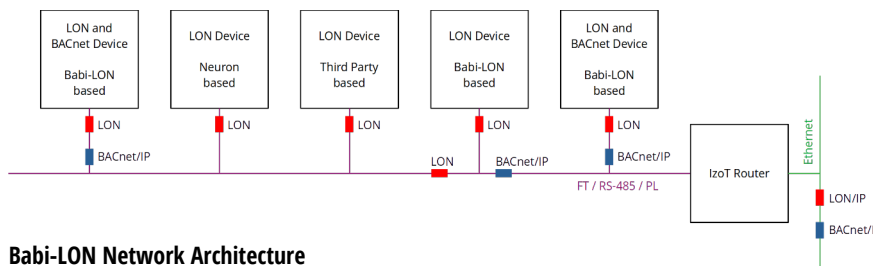 LON and
BACnet Device
Babi-LON
based
LON Device
Neuron
based
LON Device
Third Party
based
LON Device
Babi-LON
based
LON and
BACnet Device
Babi-LON
based
LON
LON
LON
LON
LON
BACnet/IP
BACnet/IP
LON
BACnet/IP
FT / RS-485 / PL
IzoT Router
Ethernet
LON/IP
BACnet/I
Babi-LON Network Architecture